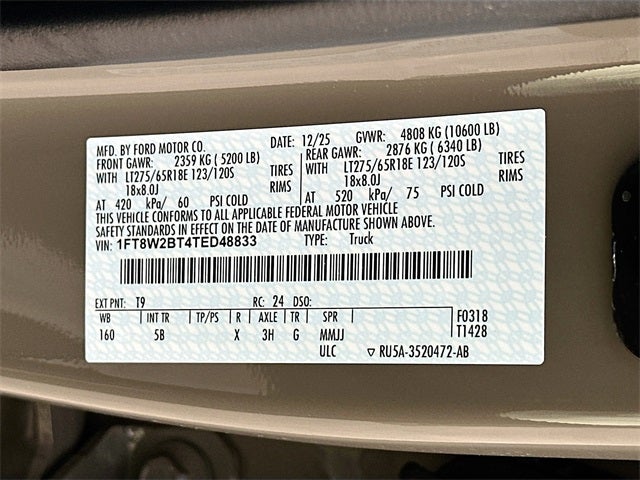 MFD. BY FORD MOTOR CO. DATE: 12/25 GVWR: 4808 KG (10600 LB)
FRONT GAWR: 2359 KG ( 5200 LB) REAR GAWR: 2876 KG ( 6340 LB)
WITH LT275/65R18E 123/120S TIRES WITH LT275/65R18E 123/120S TIRES
18x8.0J RIMS 18x8.0J RIMS
AT 420 kPa/ 60 PSI COLD AT 520 kPa/ 75 PSI COLD
THIS VEHICLE CONFORMS TO ALL APPLICABLE FEDERAL MOTOR VEHICLE
SAFETY STANDARDS IN EFFECT ON THE DATE OF MANUFACTURE SHOWN ABOVE.
VIN: 1FT8W2BT4TED48833 TYPE: Truck
EXT PNT: T9 RC: 24 DSO:
WB INT TR TP/PS R AXLE TR SPR F0318
160 5B X 3H G MMJJ T1428
ULC ▽ RU5A-3520472-AB